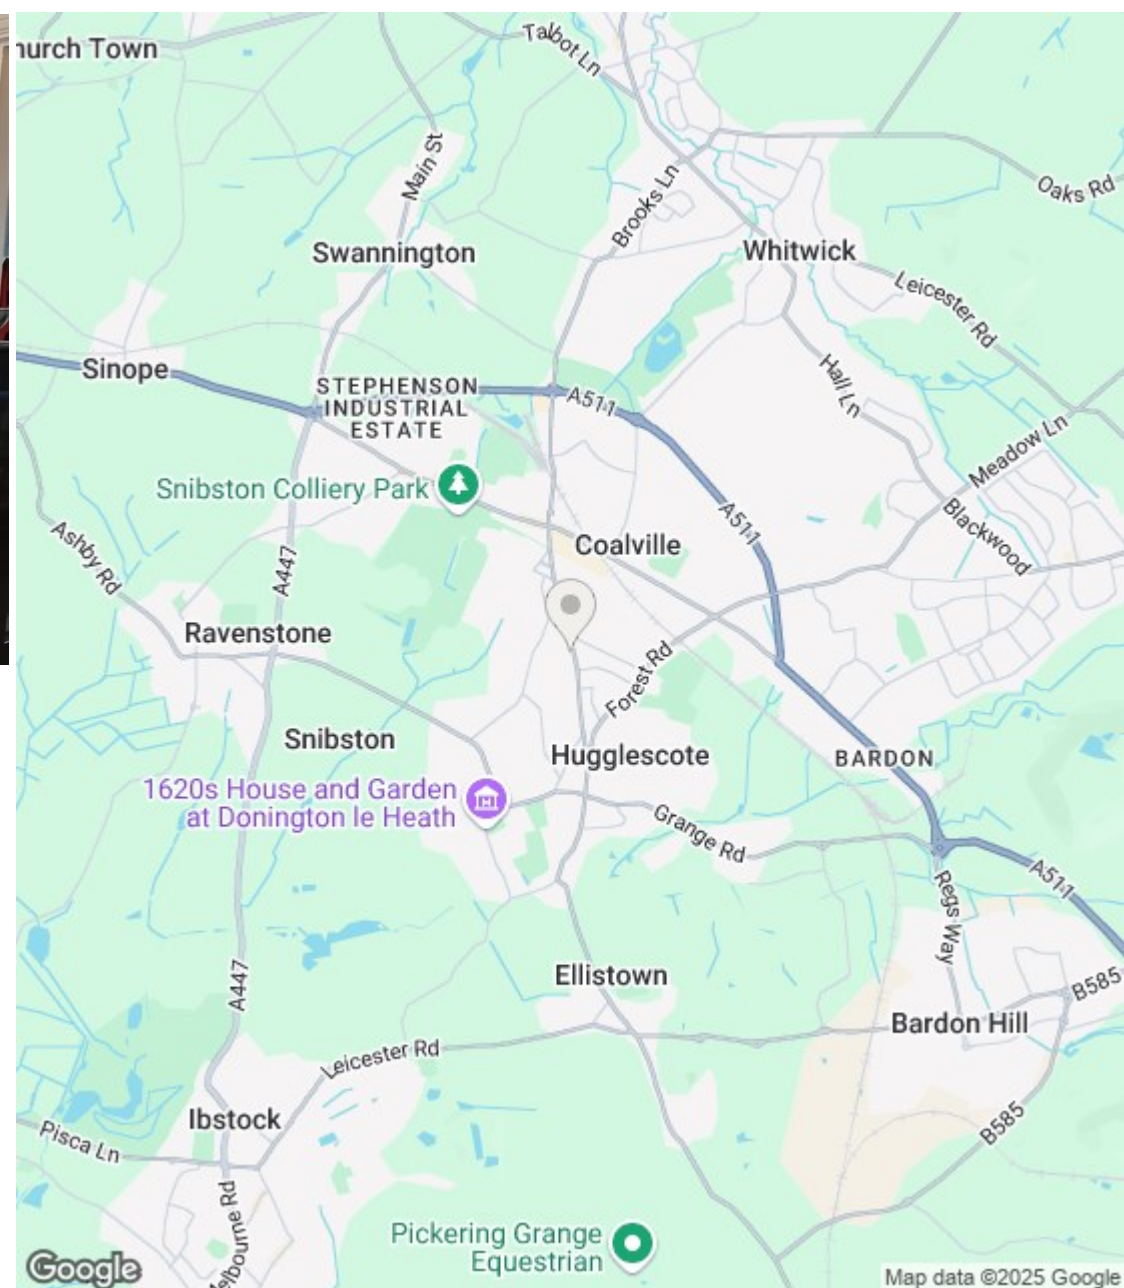 hurch Town
Talbot Ln
Main St
Oaks Rd
Brooks Ln
Swannington
Whitwick
Leicester Rd
Sinope
STEPHENSON
INDUSTRIAL
ESTATE
A511
Hall Ln
Meadow Ln
Snibston Colliery Park
A511
Blackwood
Coalville
Ashby Rd
A447
Ravenstone
Forest Rd
Snibston
Hugglescote
BARDON
1620s House and Garden
at Donington le Heath
Grange Rd
A511
Regs Way
Ellistown
A447
B585
Bardon Hill
Leicester Rd
Ibstock
B585
Pisca Ln
elbourne Rd
Pickering Grange
Equestrian
Google
Map data ©2025 Google